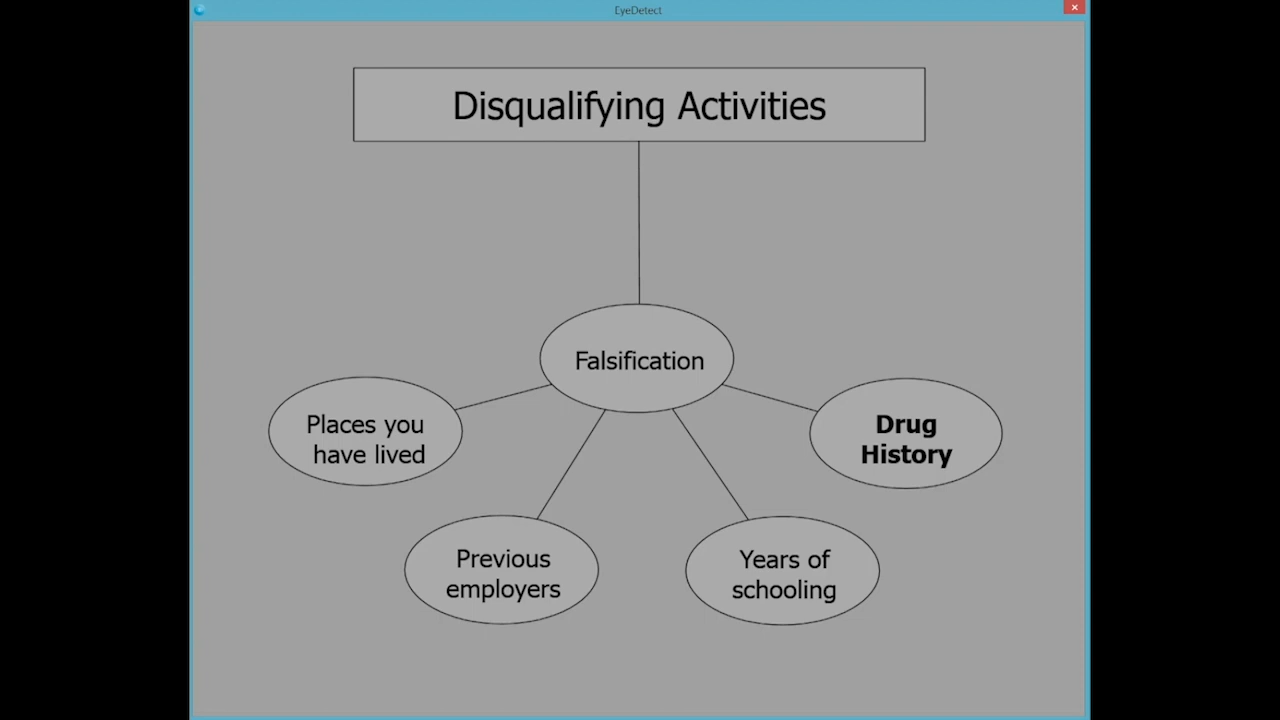 EyeDetect
Disqualifying Activities
Falsification
Places you
have lived
Drug
History
Previous
employers
Years of
schooling